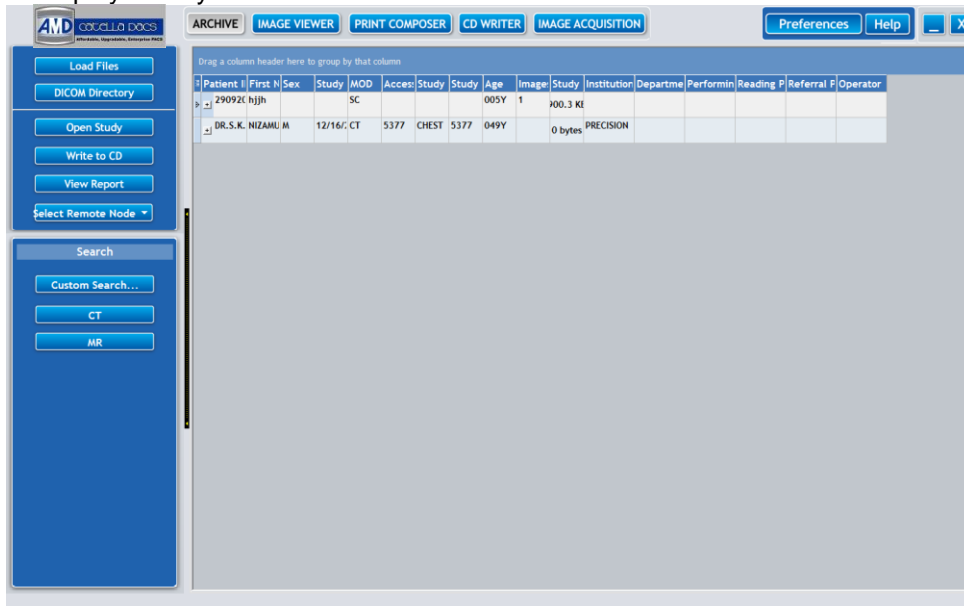 AMD catella pacs
Affordable, Upgradable, Enterprise PACS
ARCHIVE IMAGE VIEWER PRINT COMPOSER CD WRITER IMAGE ACQUISITION Preferences Help _ X
Load Files
DICOM Directory
Open Study
Write to CD
View Report
Select Remote Node
Search
Custom Search...
CT
MR
Drag a column header here to group by that column
Patient I First N Sex Study MOD Acces Study Study Age Image Study Institution Departme Performin Reading P Referral F Operator
29092 hjjh SC 005Y 1 900.3 KE
DR.S.K. NIZAMU M 12/16/ CT 5377 CHEST 5377 049Y 0 bytes PRECISION